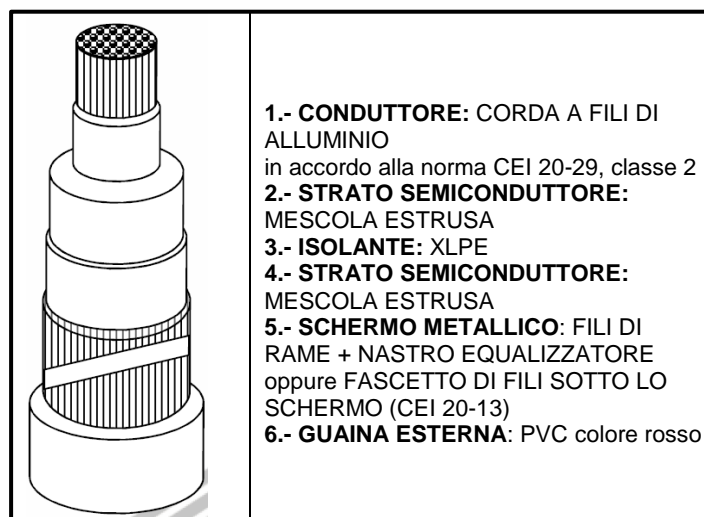 1.- CONDUTTORE: CORDA A FILI DI
ALLUMINIO
in accordo alla norma CEI 20-29, classe 2
2.- STRATO SEMICONDUTTORE:
MESCOLA ESTRUSA
3.- ISOLANTE: XLPE
4.- STRATO SEMICONDUTTORE:
MESCOLA ESTRUSA
5.- SCHERMO METALLICO: FILI DI
RAME + NASTRO EQUALIZZATORE
oppure FASCETTO DI FILI SOTTO LO
SCHERMO (CEI 20-13)
6.- GUAINA ESTERNA: PVC colore rosso